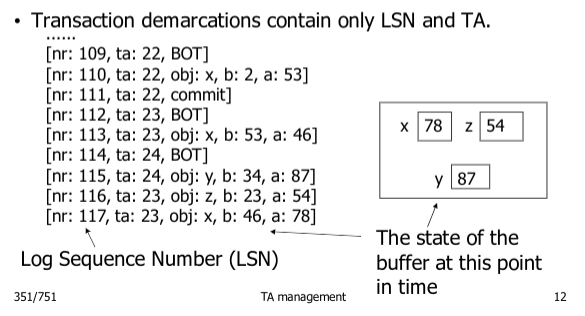 • Transaction demarcations contain only LSN and TA.
......
[nr: 109, ta: 22, BOT]
[nr: 110, ta: 22, obj: x, b: 2, a: 53]
[nr: 111, ta: 22, commit]
[nr: 112, ta: 23, BOT]
[nr: 113, ta: 23, obj: x, b: 53, a: 46]
[nr: 114, ta: 24, BOT]
[nr: 115, ta: 24, obj: y, b: 34, a: 87]
[nr: 116, ta: 23, obj: z, b: 23, a: 54]
[nr: 117, ta: 23, obj: x, b: 46, a: 78]
x 78 z 54
y 87
Log Sequence Number (LSN)
The state of the
buffer at this point
in time
351/751
TA management
12